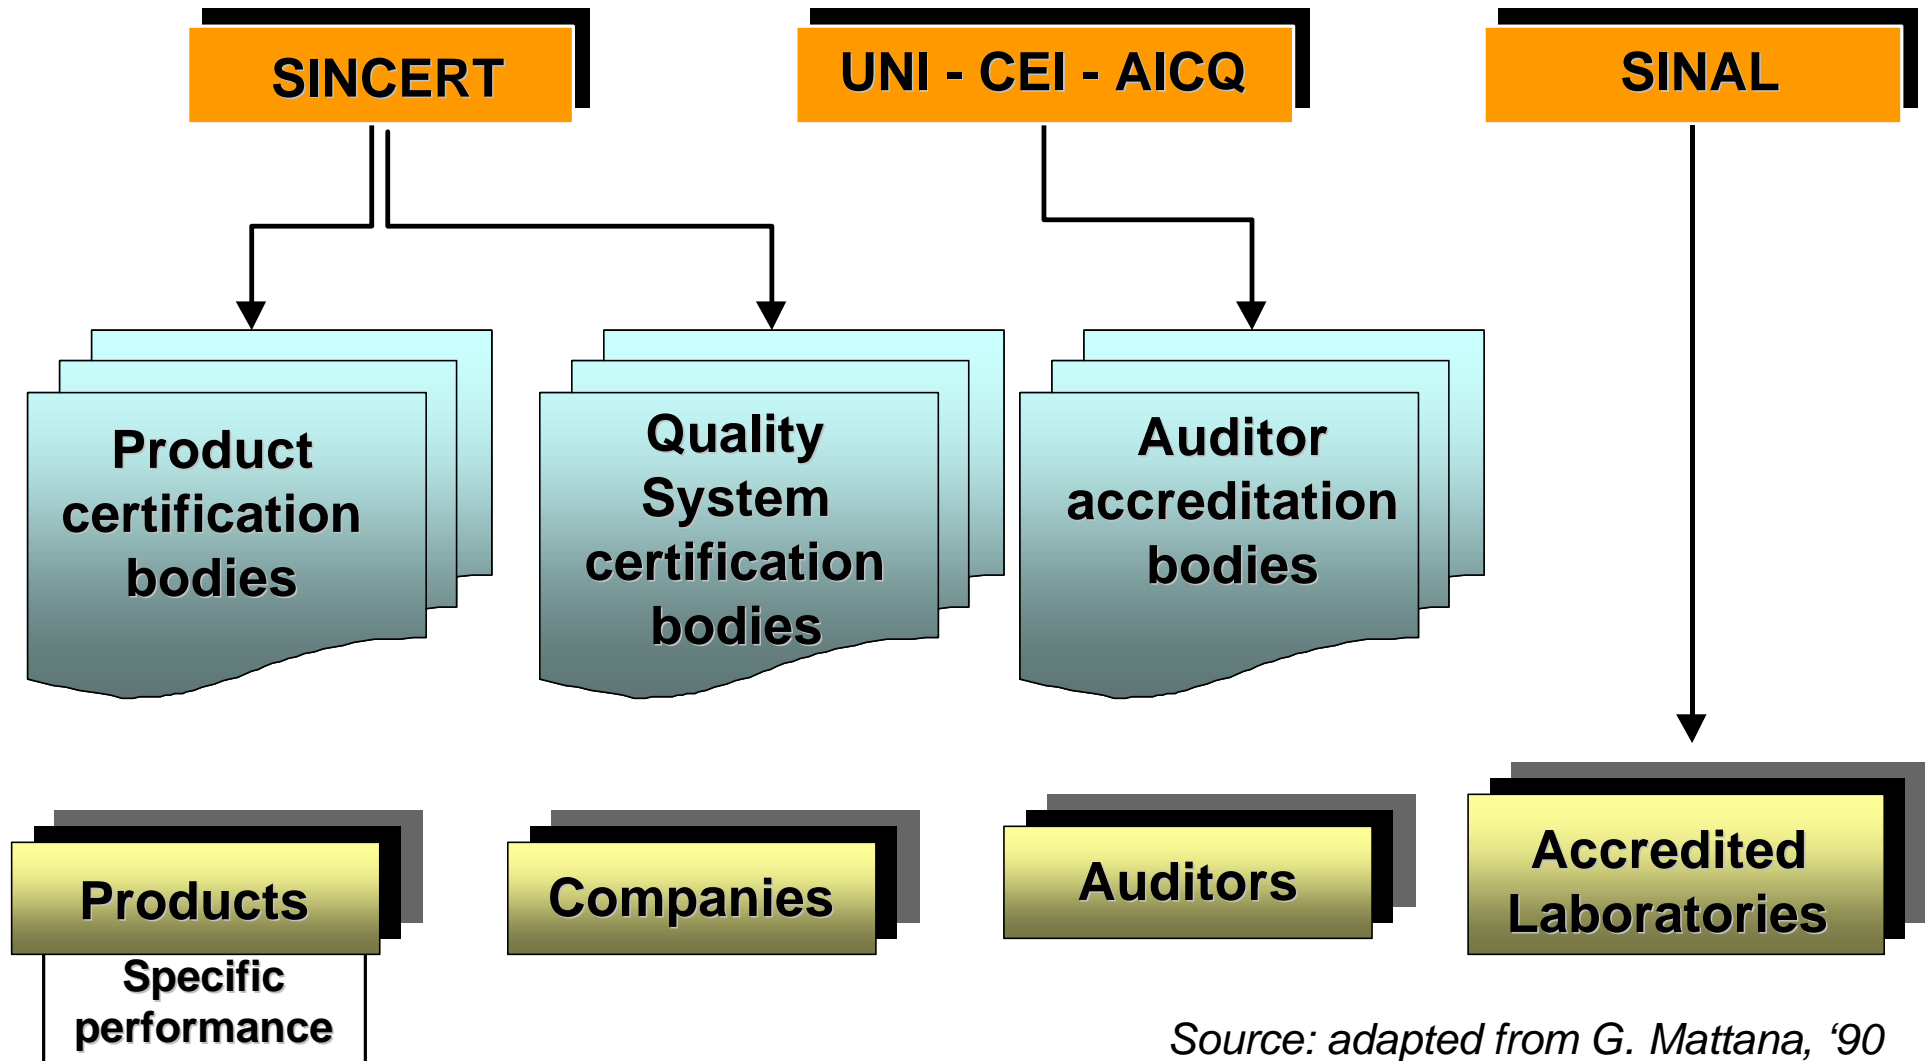 SINCERT
UNI - CEI - AICQ
SINAL
Product
certification
bodies
Quality
System
certification
bodies
Auditor
accreditation
bodies
Products
Specific
performance
Companies
Auditors
Accredited
Laboratories
Source: adapted from G. Mattana, ‘90